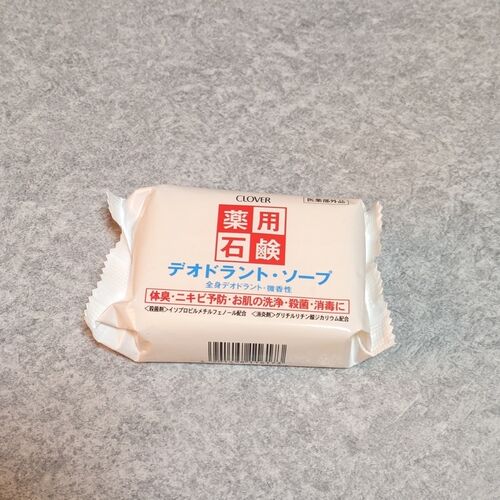 CLOVER
医薬部外品
薬用
石鹸
デオドラント・ソープ
全身デオドラント・微香性
体臭・ニキビ予防・お肌の洗浄・殺菌・消毒に
<殺菌剤>イソプロピルメチルフェノール配合 <消炎剤>グリチルリチン酸ジカリウム配合